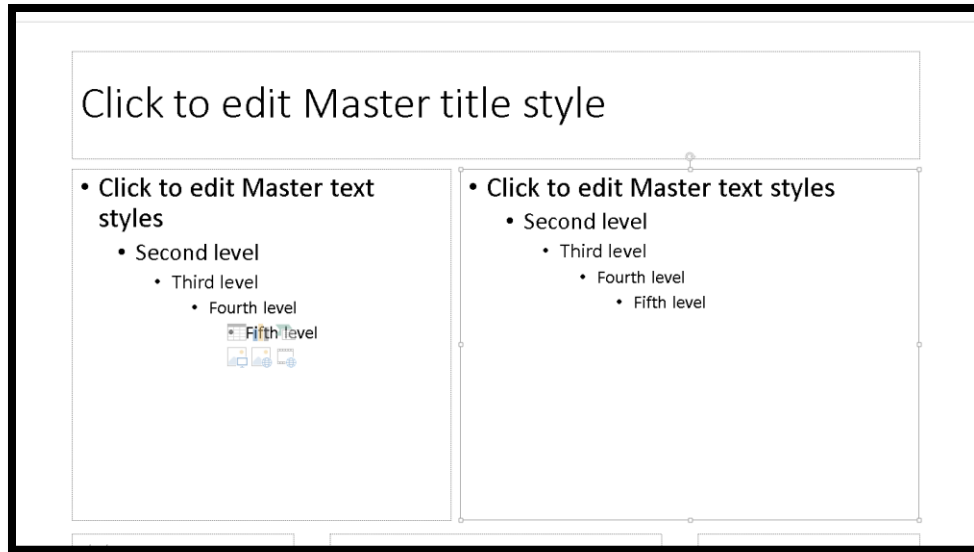 Click to edit Master title style
• Click to edit Master text
styles
• Second level
• Third level
• Fourth level
• Fifth level
• Click to edit Master text styles
• Second level
• Third level
• Fourth level
• Fifth level